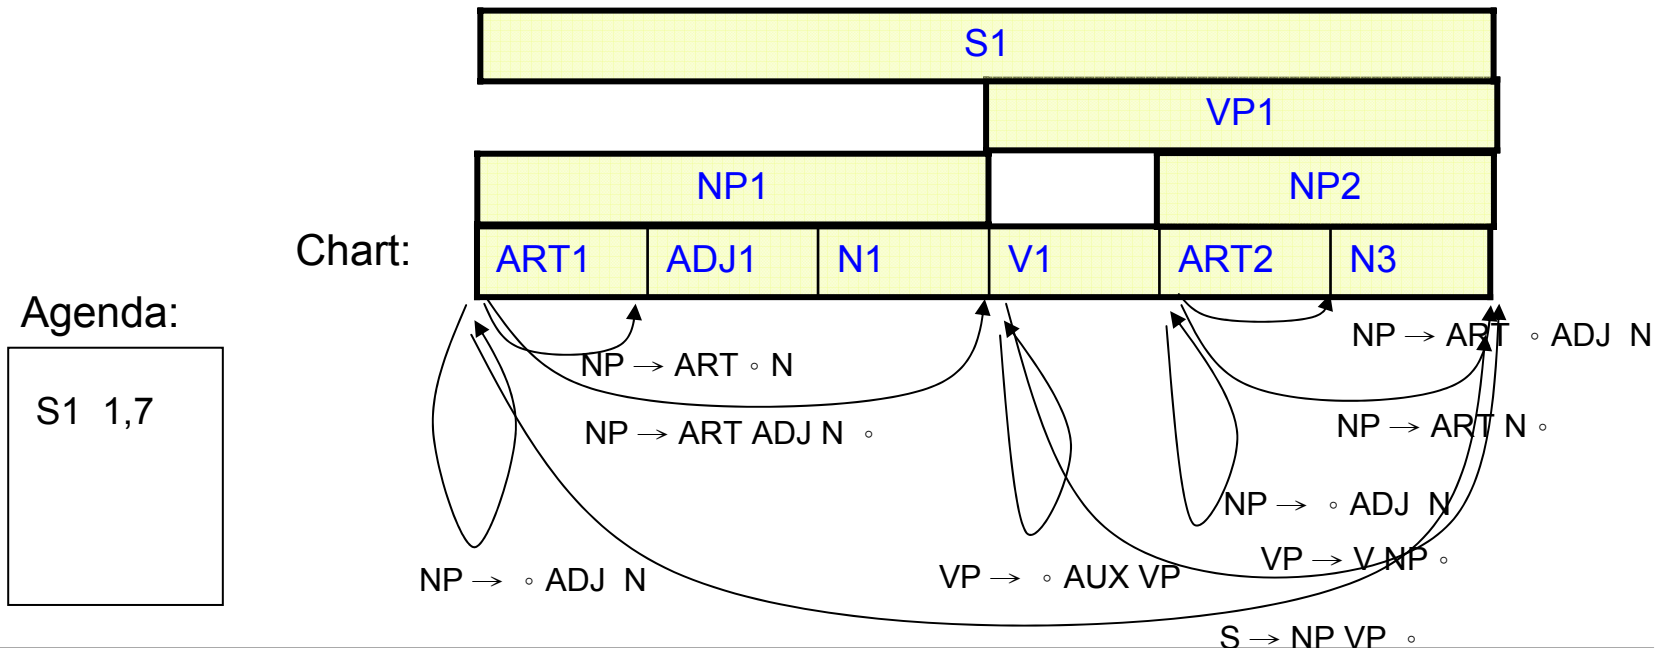 S1
VP1
NP1 NP2
Chart: ART1 ADJ1 N1 V1 ART2 N3
Agenda:
S1 1,7
NP → ART ◦ ADJ N
NP → ART ◦ N
NP → ART ADJ N ◦
NP → ART N ◦
NP → ◦ ADJ N
VP → V NP ◦
NP → ◦ ADJ N
VP → ◦ AUX VP
S → NP VP ◦